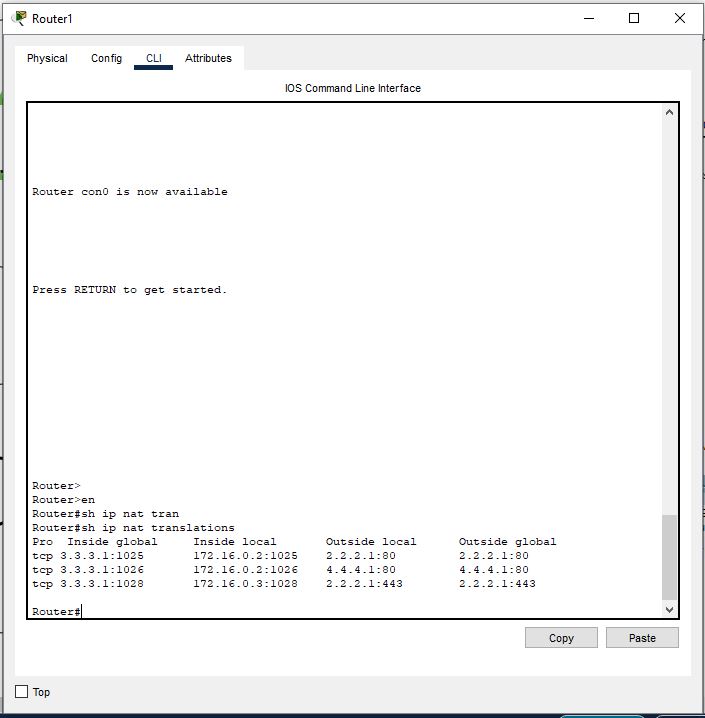 Router1
Physical Config CLI Attributes
IOS Command Line Interface
Router con0 is now available
Press RETURN to get started.
Router>
Router>en
Router#sh ip nat tran
Router#sh ip nat translations
Pro  Inside global     Inside local       Outside local      Outside global
tcp 3.3.3.1:1025       172.16.0.2:1025    2.2.2.1:80         2.2.2.1:80
tcp 3.3.3.1:1026       172.16.0.2:1026    4.4.4.1:80         4.4.4.1:80
tcp 3.3.3.1:1028       172.16.0.3:1028    2.2.2.1:443        2.2.2.1:443
Router#
Copy Paste
Top